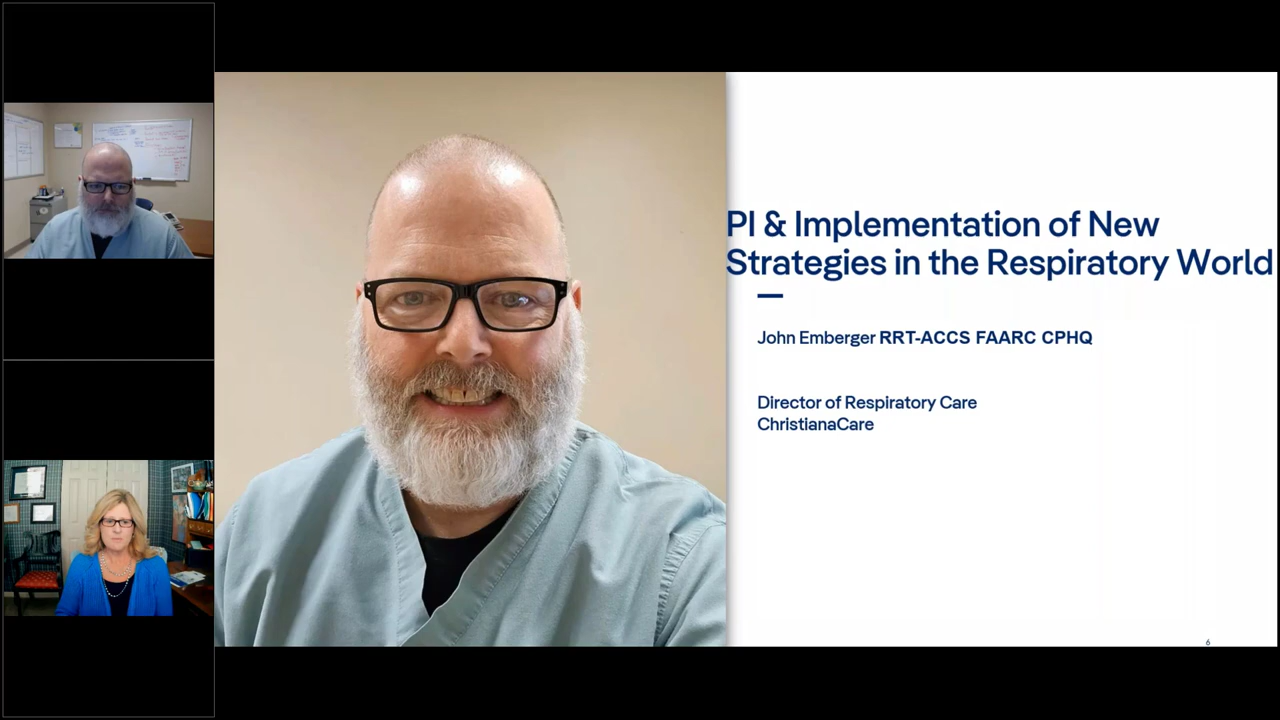 PI & Implementation of New
Strategies in the Respiratory World
John Emberger RRT-ACCS FAARC CPHQ
Director of Respiratory Care
ChristianaCare
6